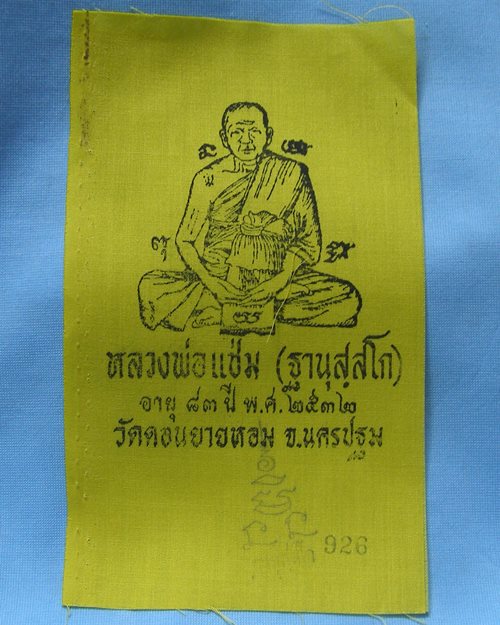 หลวงพ่อแช่ม (ฐานุสฺสโก)
อายุ ๘๓ ปี พ.ศ. ๒๕๓๒
วัดดอนยายหอม จ.นครปฐม
926